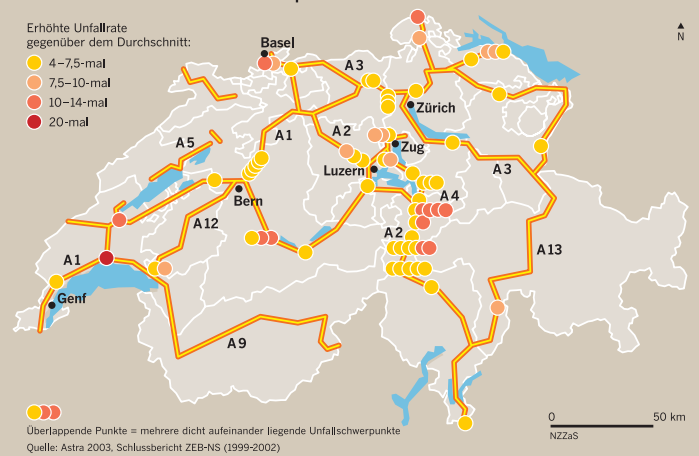 Erhöhte Unfallrate
gegenüber dem Durchschnitt:
4–7,5-mal
7,5–10-mal
10–14-mal
20-mal
N
Basel
A3
Zürich
A1
A2
A5
Zug
Luzern
A3
Bern
A4
A12
A2
A13
A1
Genf
A9
Überlappende Punkte = mehrere dicht aufeinander liegende Unfallschwerpunkte
Quelle: Astra 2003, Schlussbericht ZEB-NS (1999-2002)
0 50 km
NZZaS